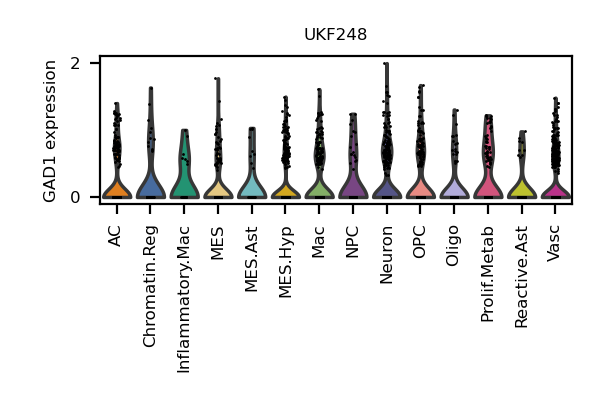 UKF248
GAD1 expression
2
0
AC
Chromatin.Reg
Inflammatory.Mac
MES
MES.Ast
MES.Hyp
Mac
NPC
Neuron
OPC
Oligo
Prolif.Metab
Reactive.Ast
Vasc